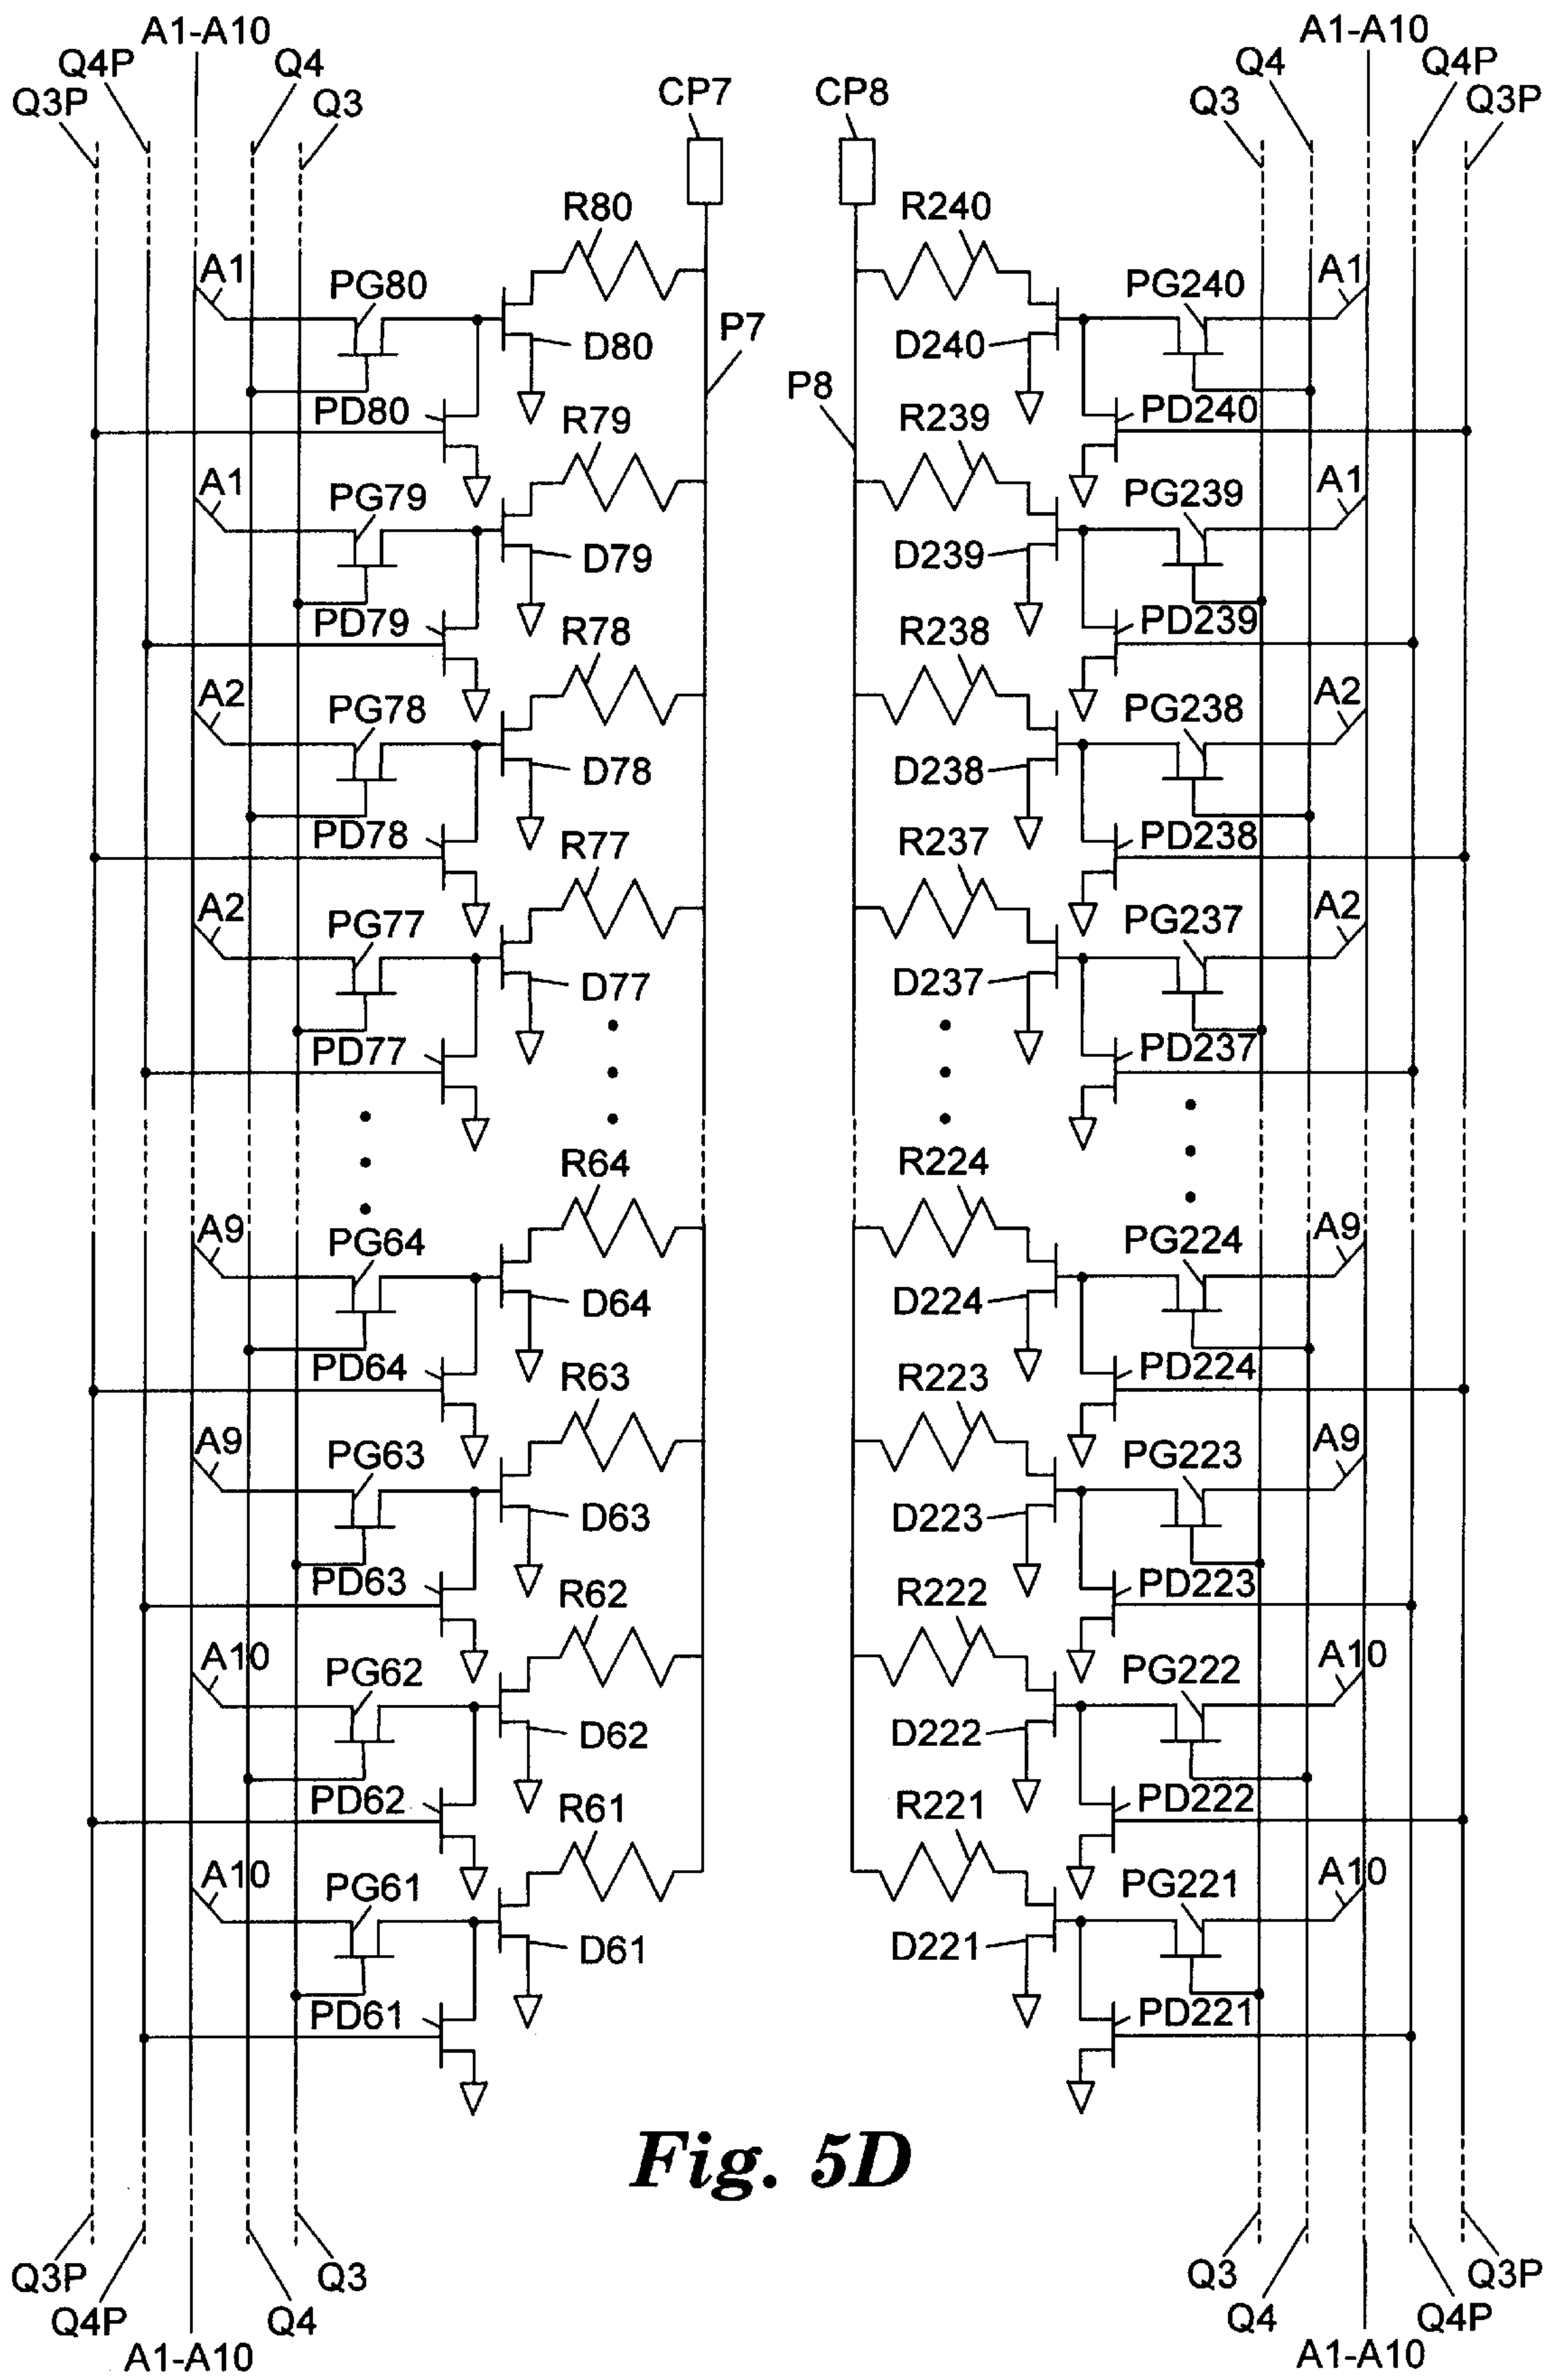 A1-A10 A1-A10
Q4P Q4 Q4 Q4P
Q3P Q3 CP7 CP8 Q3 Q3P
R80 R240
A1 PG80 PG240 A1
D80 P7 D240
P8
PD80 R79 R239 PD240
A1 PG79 PG239 A1
D79 D239
PD79 R78 R238 PD239
A2 PG78 PG238 A2
D78 D238
PD78 R77 R237 PD238
A2 PG77 PG237 A2
D77 D237
PD77 PD237
R64 R224
A9 PG64 PG224 A9
D64 D224
PD64 R63 R223 PD224
A9 PG63 PG223 A9
D63 D223
PD63 R62 R222 PD223
A10 PG62 PG222 A10
D62 D222
PD62 R61 R221 PD222
A10 PG61 PG221 A10
D61 D221
PD61 PD221
Fig. 5D
Q3P Q3 Q3 Q3P
Q4P Q4 Q4 Q4P
A1-A10 A1-A10